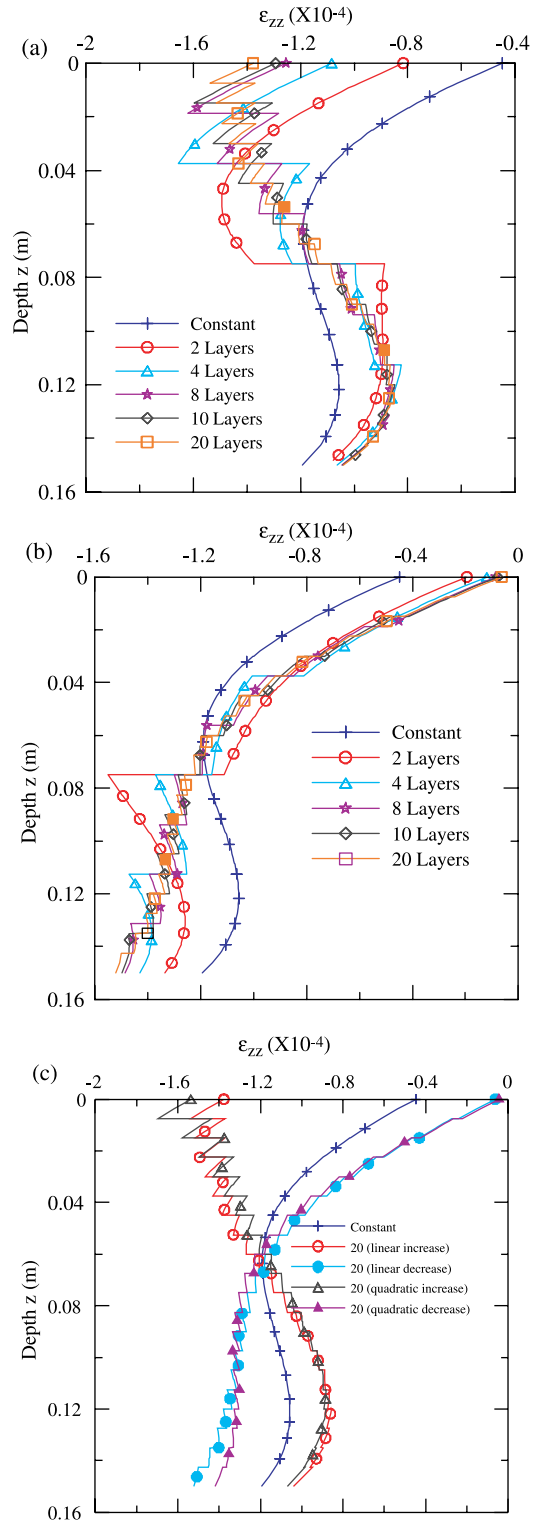 εzz (X10-4)
(a)
-2 -1.6 -1.2 -0.8 -0.4
0
0.04
0.08
0.12
0.16
Depth z (m)
Constant
2 Layers
4 Layers
8 Layers
10 Layers
20 Layers
εzz (X10-4)
(b)
-1.6 -1.2 -0.8 -0.4 0
0
0.04
0.08
0.12
0.16
Depth z (m)
Constant
2 Layers
4 Layers
8 Layers
10 Layers
20 Layers
εzz (X10-4)
(c)
-2 -1.6 -1.2 -0.8 -0.4 0
0
0.04
0.08
0.12
0.16
Depth z (m)
Constant
20 (linear increase)
20 (linear decrease)
20 (quadratic increase)
20 (quadratic decrease)